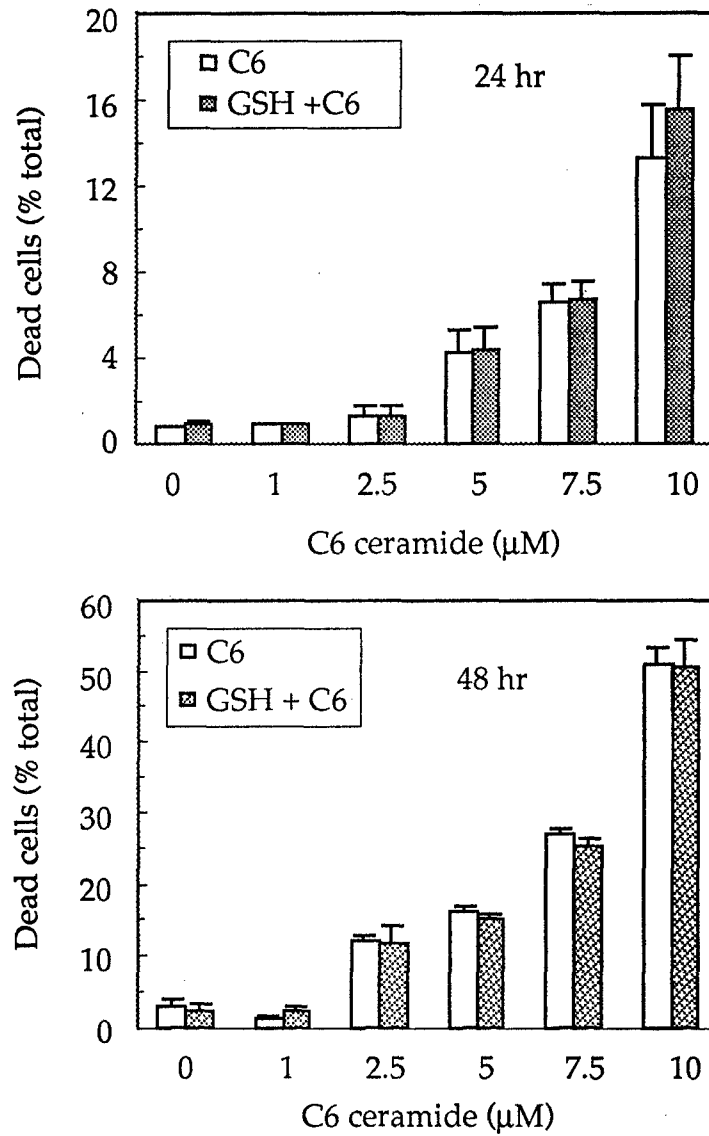 20
16
12
8
4
0
Dead cells (% total)
C6
GSH +C6
24 hr
0 1 2.5 5 7.5 10
C6 ceramide (µM)
60
50
40
30
20
10
0
Dead cells (% total)
C6
GSH + C6
48 hr
0 1 2.5 5 7.5 10
C6 ceramide (µM)